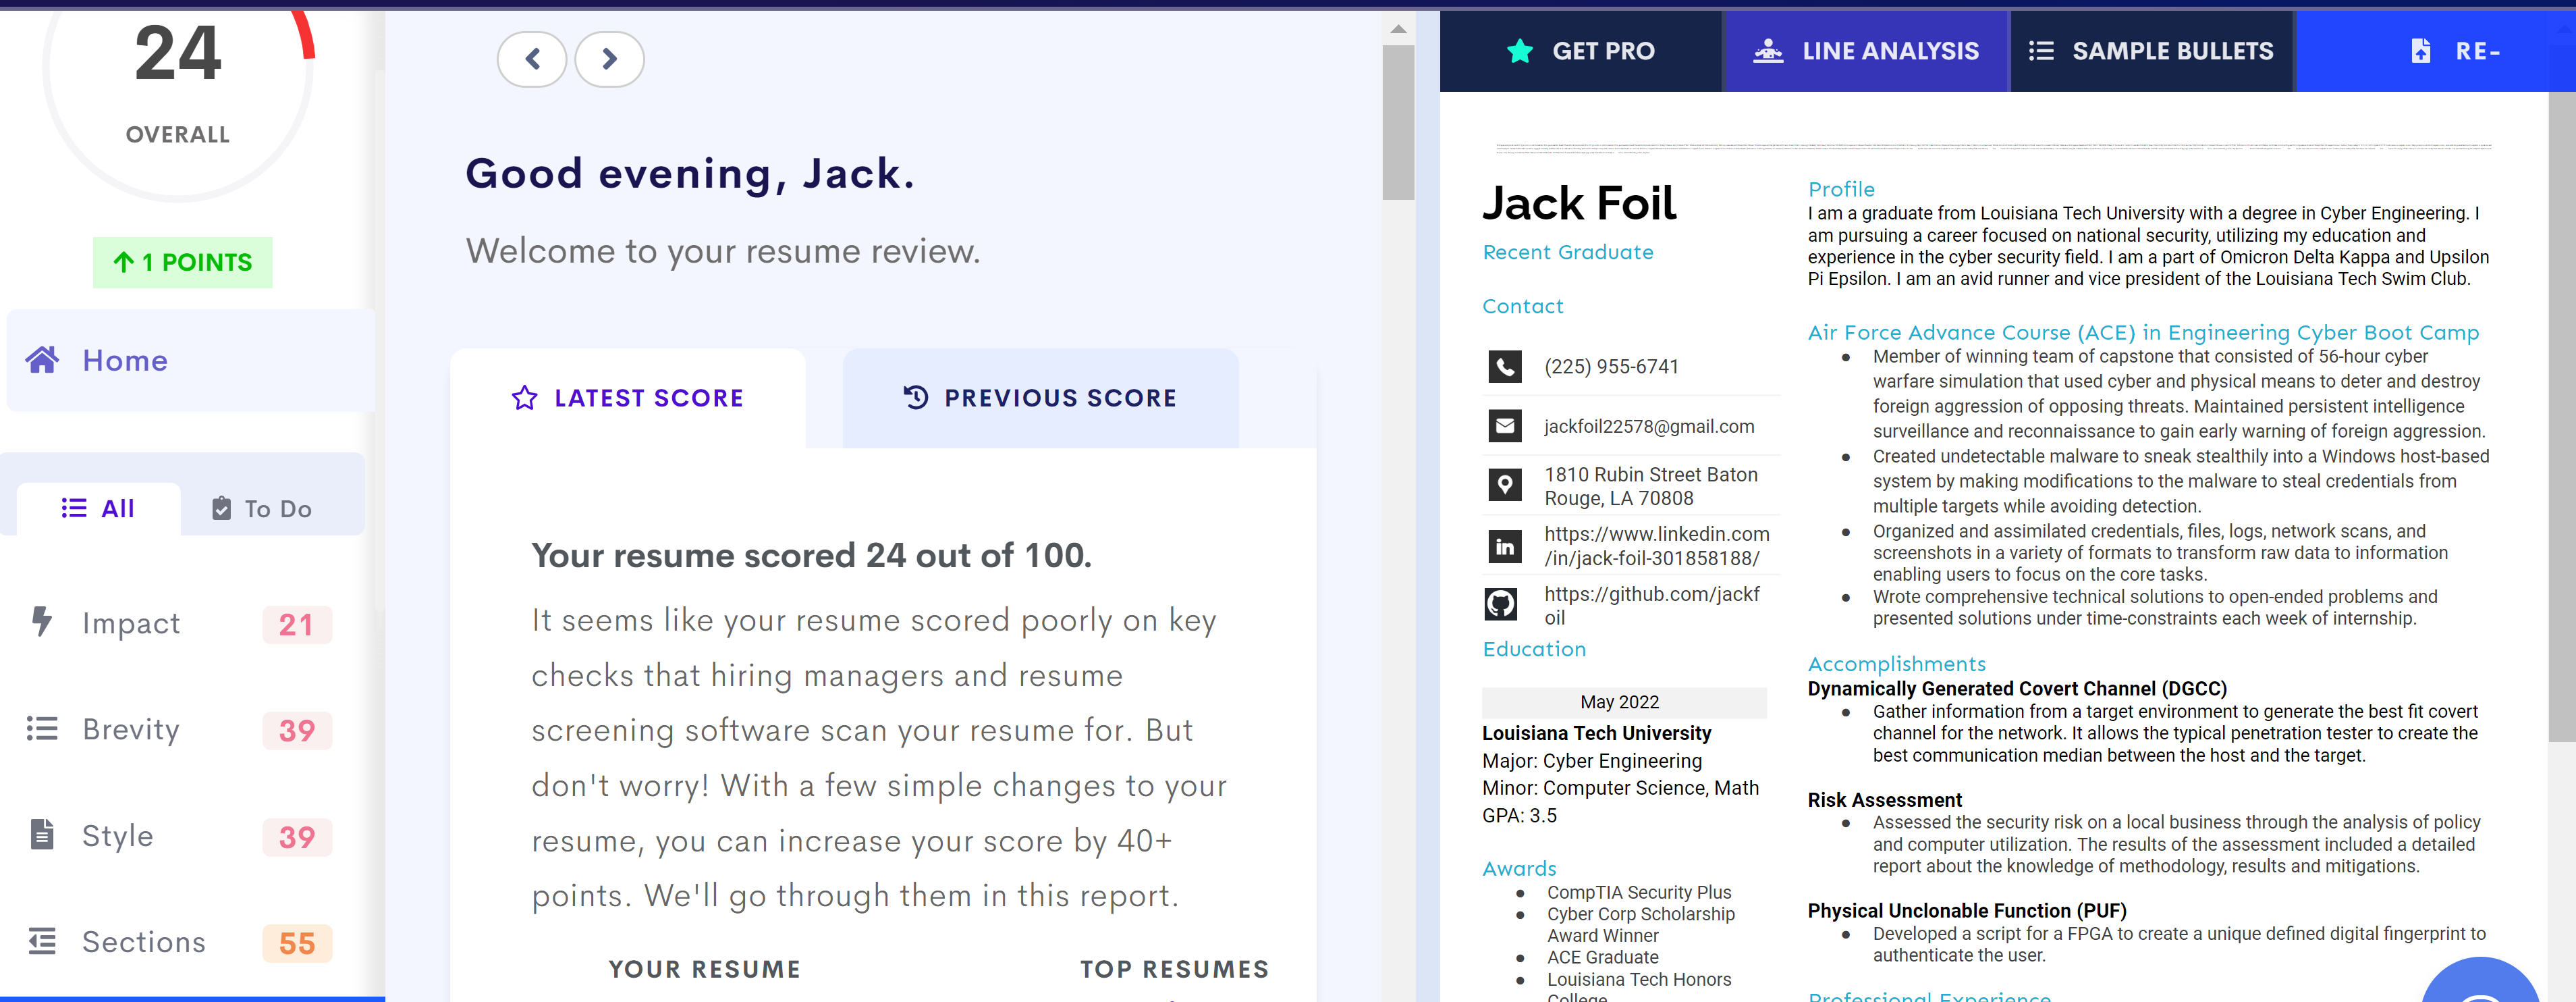 24
OVERALL
1 POINTS
Home
All
To Do
Impact
21
Brevity
39
Style
39
Sections
55
Good evening, Jack.
Welcome to your resume review.
LATEST SCORE
PREVIOUS SCORE
Your resume scored 24 out of 100.
It seems like your resume scored poorly on key
checks that hiring managers and resume
screening software scan your resume for. But
don't worry! With a few simple changes to your
resume, you can increase your score by 40+
points. We'll go through them in this report.
YOUR RESUME
TOP RESUMES
GET PRO
LINE ANALYSIS
SAMPLE BULLETS
RE-
Jack Foil
Recent Graduate
Contact
(225) 955-6741
jackfoil22578@gmail.com
1810 Rubin Street Baton
Rouge, LA 70808
https://www.linkedin.com
/in/jack-foil-301858188/
https://github.com/jackf
oil
Education
May 2022
Louisiana Tech University
Major: Cyber Engineering
Minor: Computer Science, Math
GPA: 3.5
Awards
● CompTIA Security Plus
● Cyber Corp Scholarship
Award Winner
● ACE Graduate
● Louisiana Tech Honors
College
Profile
I am a graduate from Louisiana Tech University with a degree in Cyber Engineering. I
am pursuing a career focused on national security, utilizing my education and
experience in the cyber security field. I am a part of Omicron Delta Kappa and Upsilon
Pi Epsilon. I am an avid runner and vice president of the Louisiana Tech Swim Club.
Air Force Advance Course (ACE) in Engineering Cyber Boot Camp
● Member of winning team of capstone that consisted of 56-hour cyber
warfare simulation that used cyber and physical means to deter and destroy
foreign aggression of opposing threats. Maintained persistent intelligence
surveillance and reconnaissance to gain early warning of foreign aggression.
● Created undetectable malware to sneak stealthily into a Windows host-based
system by making modifications to the malware to steal credentials from
multiple targets while avoiding detection.
● Organized and assimilated credentials, files, logs, network scans, and
screenshots in a variety of formats to transform raw data to information
enabling users to focus on the core tasks.
● Wrote comprehensive technical solutions to open-ended problems and
presented solutions under time-constraints each week of internship.
Accomplishments
Dynamically Generated Covert Channel (DGCC)
● Gather information from a target environment to generate the best fit covert
channel for the network. It allows the typical penetration tester to create the
best communication median between the host and the target.
Risk Assessment
● Assessed the security risk on a local business through the analysis of policy
and computer utilization. The results of the assessment included a detailed
report about the knowledge of methodology, results and mitigations.
Physical Unclonable Function (PUF)
● Developed a script for a FPGA to create a unique defined digital fingerprint to
authenticate the user.
Professional Experience